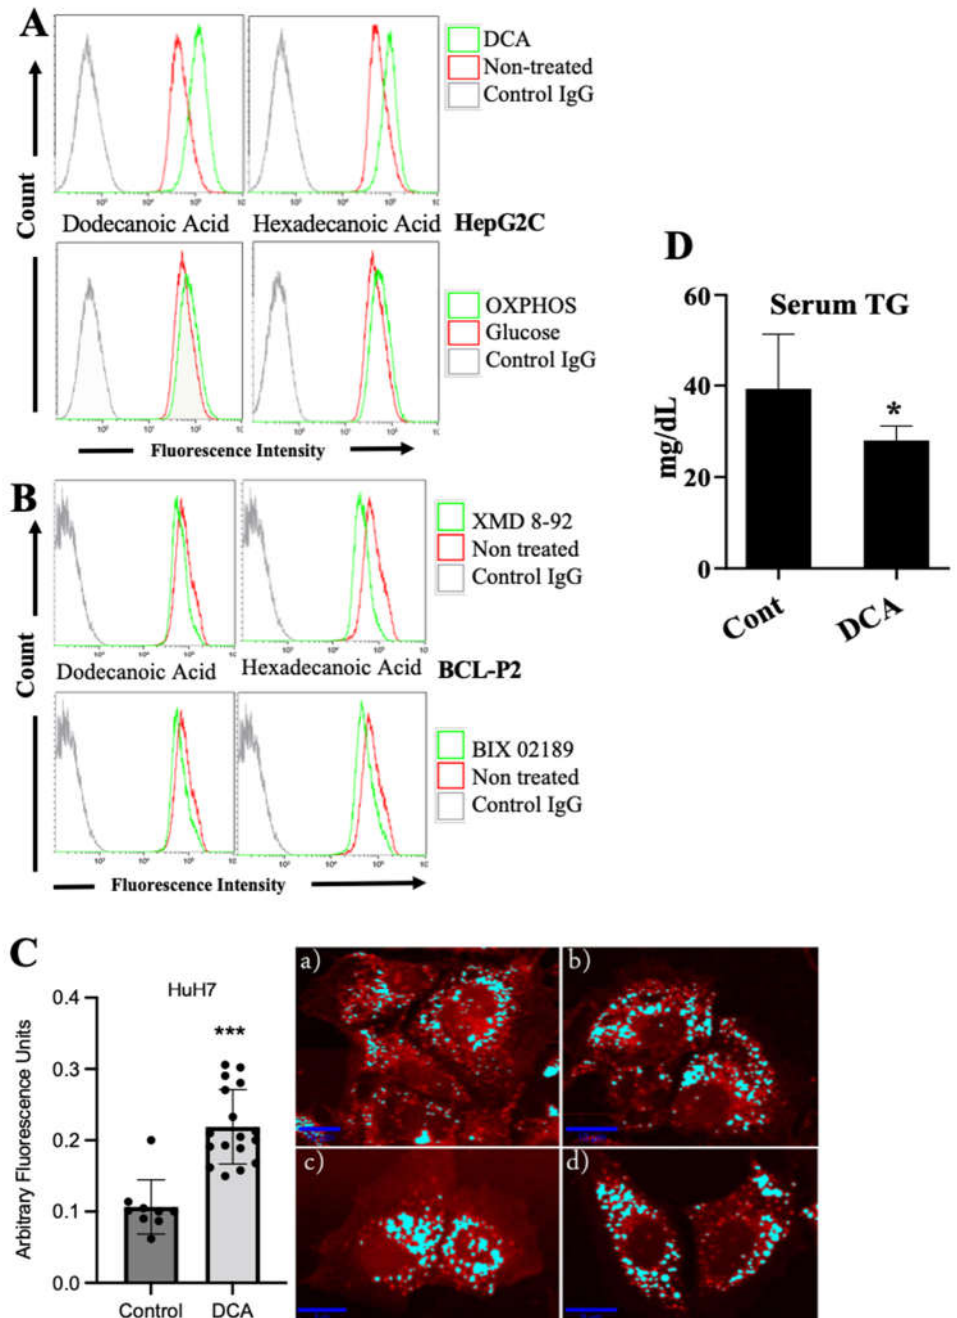 A
DCA
Non-treated
Control IgG
Count
Dodecanoic Acid
Hexadecanoic Acid
HepG2C
OXPHOS
Glucose
Control IgG
Fluorescence Intensity
B
XMD 8-92
Non treated
Control IgG
Count
Dodecanoic Acid
Hexadecanoic Acid
BCL-P2
BIX 02189
Non treated
Control IgG
Fluorescence Intensity
C
HuH7
Arbitrary Fluorescence Units
0.4
0.3
0.2
0.1
0.0
***
Control
DCA
a)
b)
c)
d)
D
Serum TG
mg/dL
60
40
20
0
*
Cont
DCA